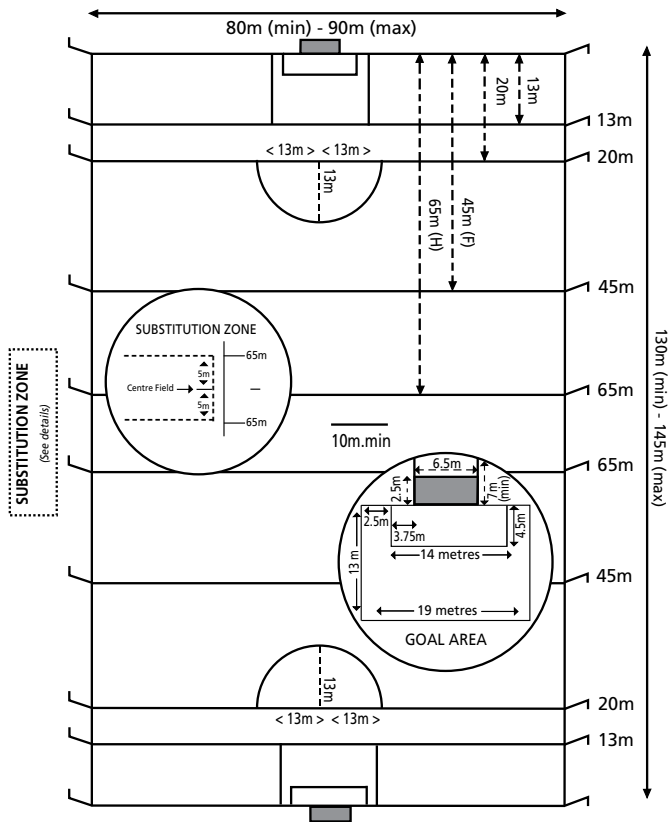 80m (min) - 90m (max)
13m
20m
45m (F)
65m (H)
13m
< 13m > < 13m >
20m
13m
45m
SUBSTITUTION ZONE
65m
5m
Centre Field
5m
65m
SUBSTITUTION ZONE
(See details)
65m
10m.min
65m
130m (min) - 145m (max)
6.5m
2.5m
7m
(min)
2.5m
3.75m
4.5m
14 metres
13 m
19 metres
GOAL AREA
45m
13m
20m
< 13m > < 13m >
13m